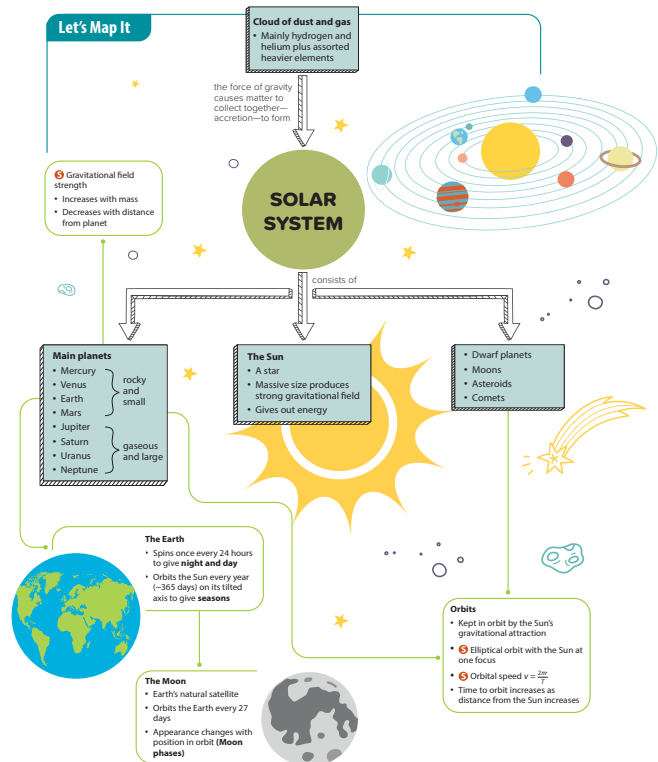 Let's Map It
Cloud of dust and gas
• Mainly hydrogen and
helium plus assorted
heavier elements
the force of gravity
causes matter to
collect together—
accretion—to form
S Gravitational field
strength
• Increases with mass
• Decreases with distance
from planet
SOLAR
SYSTEM
consists of
Main planets
• Mercury
• Venus
• Earth
• Mars
rocky
and
small
• Jupiter
• Saturn
• Uranus
• Neptune
gaseous
and large
The Sun
• A star
• Massive size produces
strong gravitational field
• Gives out energy
• Dwarf planets
• Moons
• Asteroids
• Comets
The Earth
• Spins once every 24 hours
to give night and day
• Orbits the Sun every year
(~365 days) on its tilted
axis to give seasons
The Moon
• Earth's natural satellite
• Orbits the Earth every 27
days
• Appearance changes with
position in orbit (Moon
phases)
Orbits
• Kept in orbit by the Sun's
gravitational attraction
• S Elliptical orbit with the Sun at
one focus
• S Orbital speed v = 2πr/T
• Time to orbit increases as
distance from the Sun increases